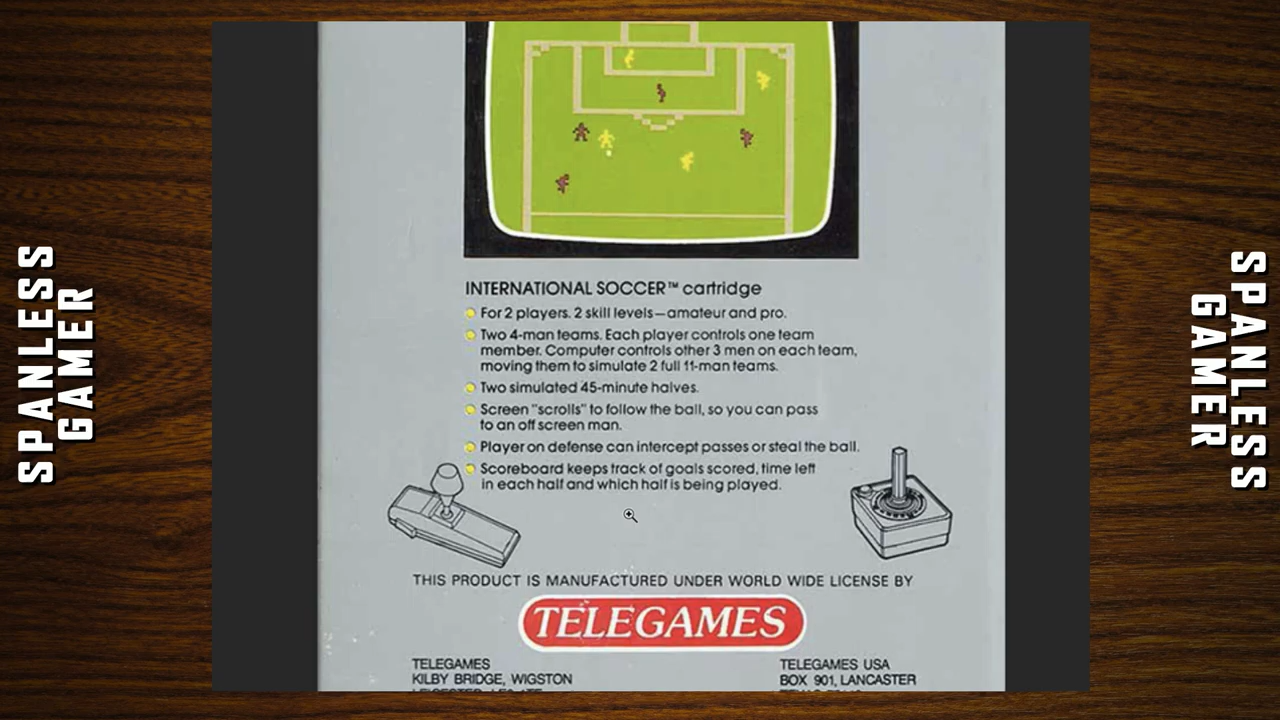 SPANLESS
GAMER
INTERNATIONAL SOCCER™ cartridge
For 2 players. 2 skill levels—amateur and pro.
Two 4-man teams. Each player controls one team
member. Computer controls other 3 men on each team,
moving them to simulate 2 full 11-man teams.
Two simulated 45-minute halves.
Screen "scrolls" to follow the ball, so you can pass
to an off screen man.
Player on defense can intercept passes or steal the ball.
Scoreboard keeps track of goals scored, time left
in each half and which half is being played.
THIS PRODUCT IS MANUFACTURED UNDER WORLD WIDE LICENSE BY
TELEGAMES
TELEGAMES
KILBY BRIDGE, WIGSTON
TELEGAMES USA
BOX 901, LANCASTER
SPANLESS
GAMER